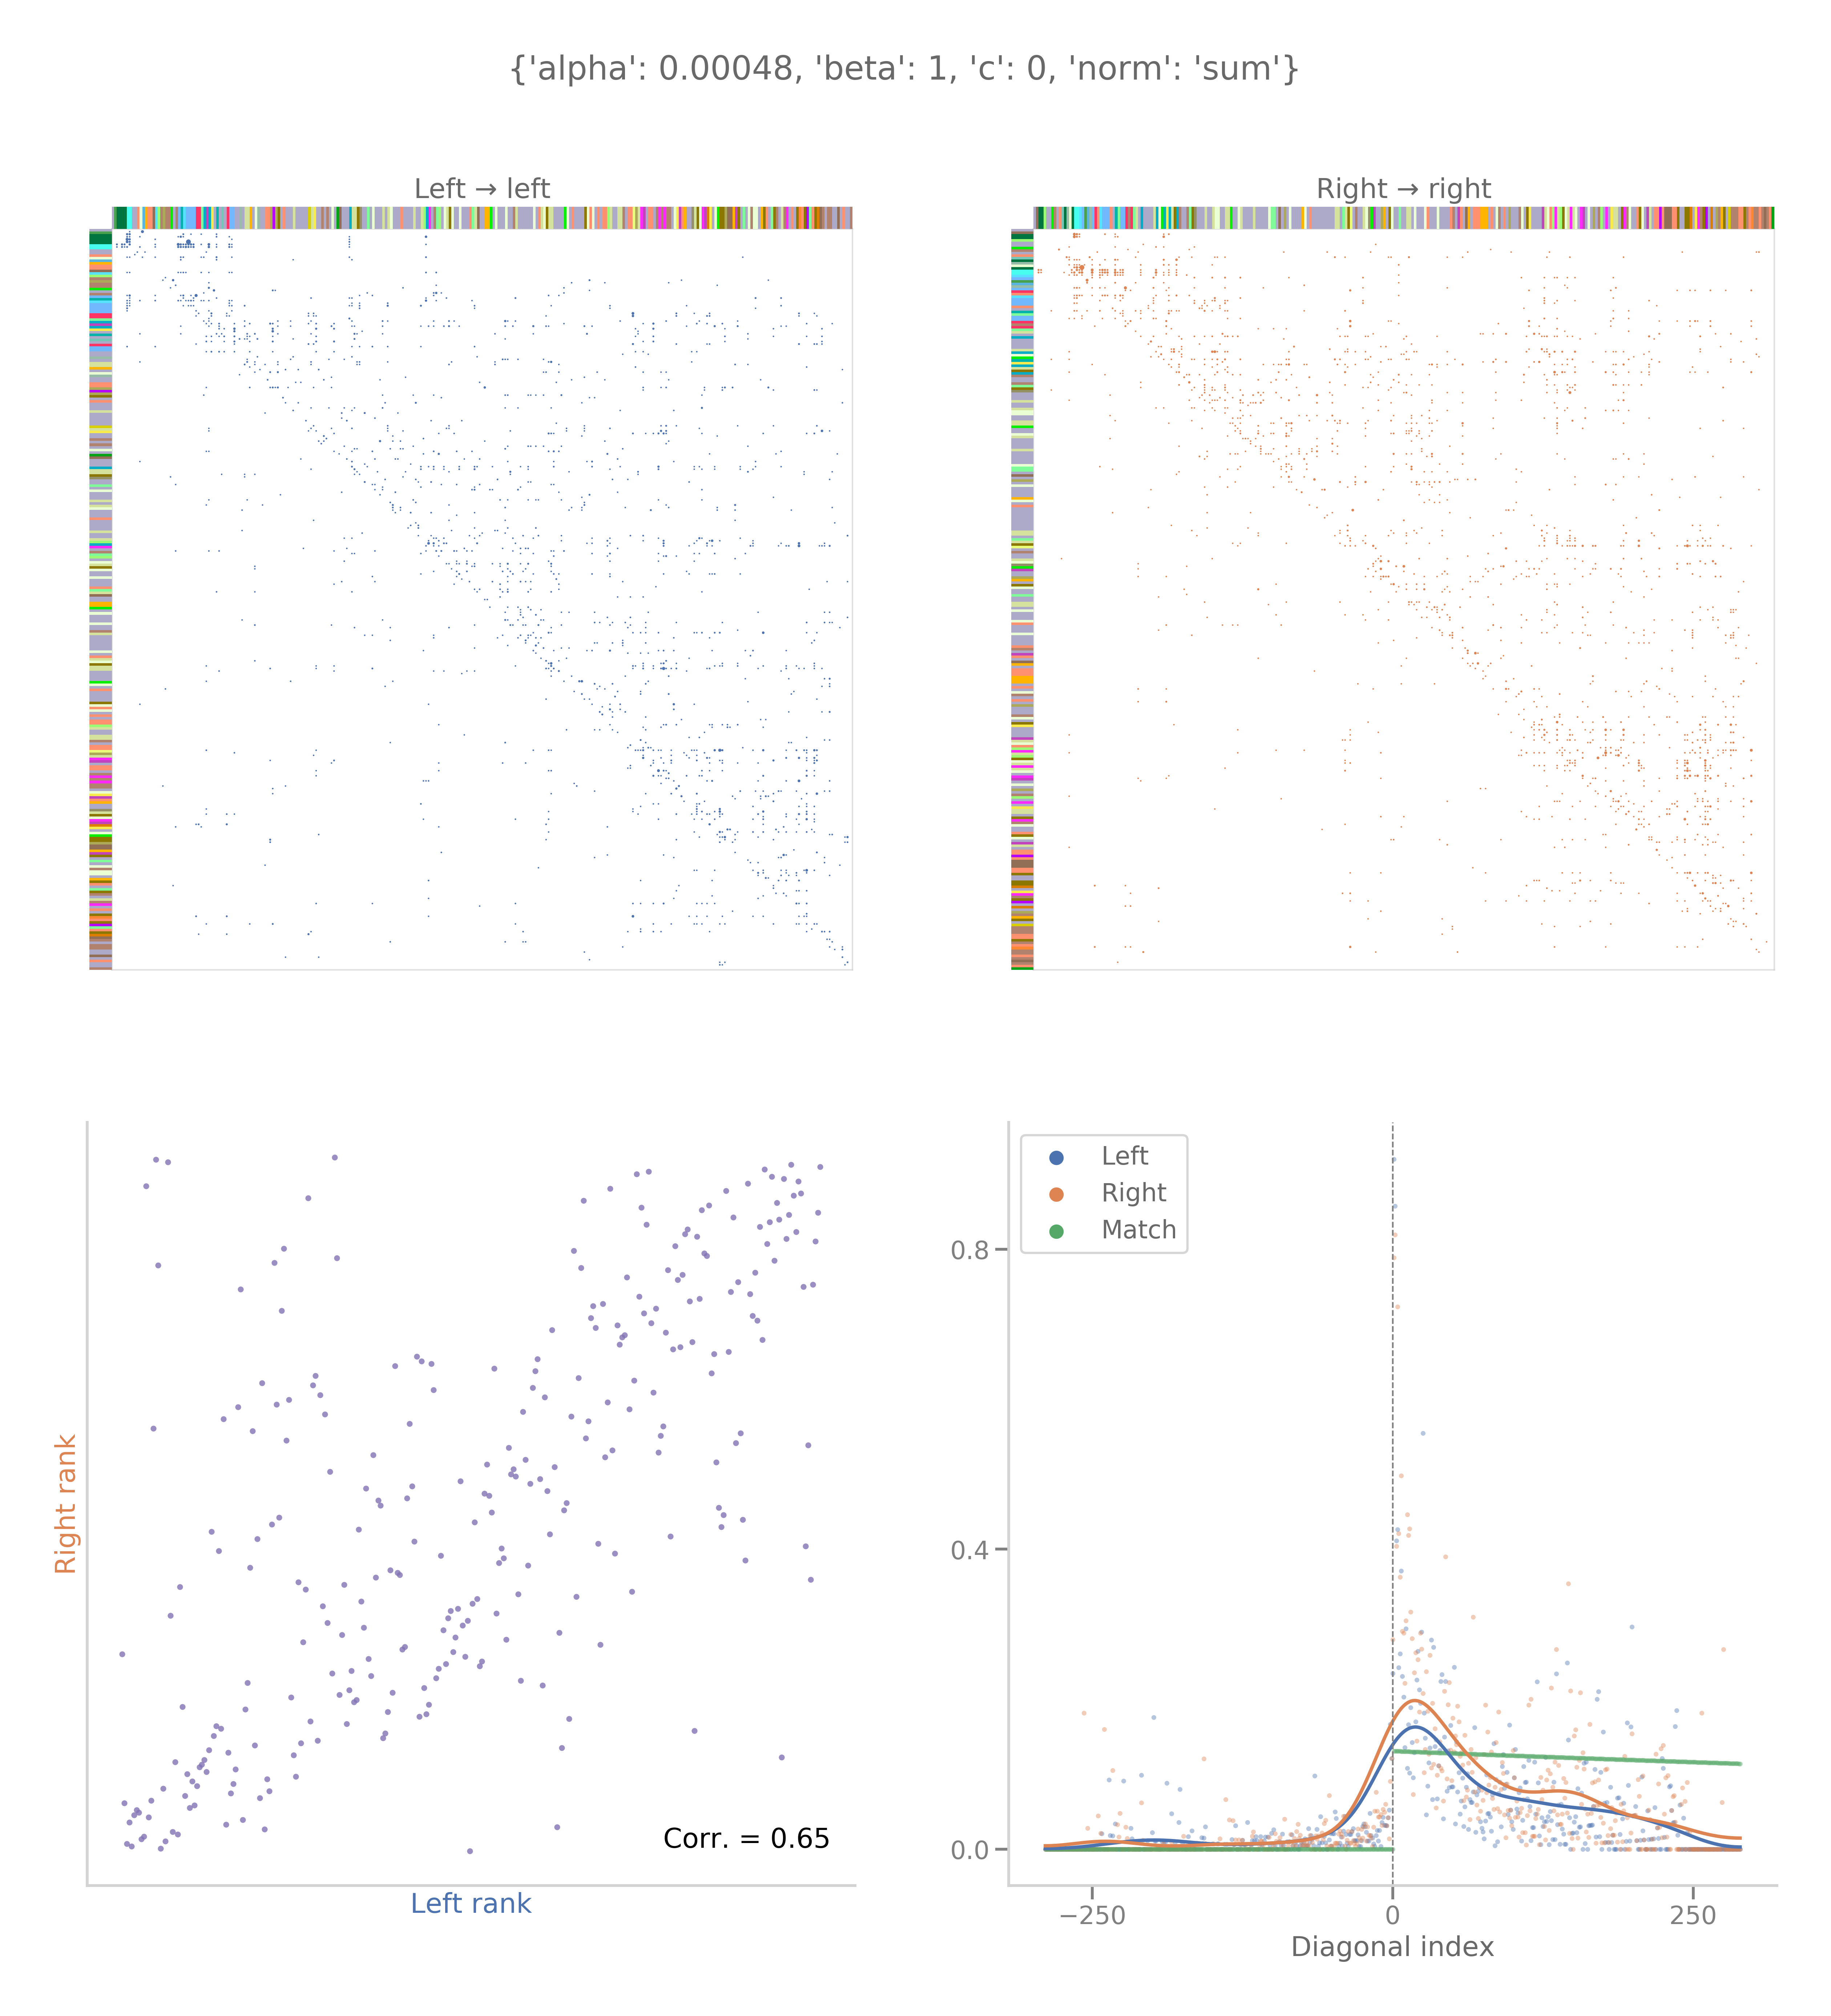 {'alpha': 0.00048, 'beta': 1, 'c': 0, 'norm': 'sum'}
Left → left
Right → right
Right rank
Corr. = 0.65
Left rank
Left
Right
Match
0.8
0.4
0.0
−250
0
250
Diagonal index